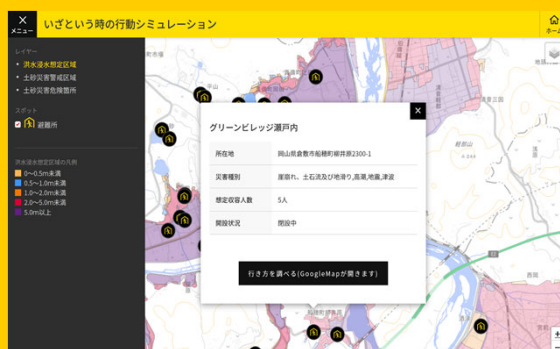 メニュー
いざという時の行動シミュレーション
ホーム
レイヤー
洪水浸水想定区域
土砂災害警戒区域
土砂災害危険箇所
スポット
避難所
洪水浸水想定区域の凡例
0〜0.5m未満
0.5〜1.0m未満
1.0〜2.0m未満
2.0〜5.0m未満
5.0m以上
グリーンビレッジ瀬戸内
所在地 岡山県倉敷市船穂町柳井原2300-1
災害種別 崖崩れ、土石流及び地滑り,高潮,地震,津波
想定収容人数 5人
開設状況 閉設中
行き方を調べる(GoogleMapが開きます)